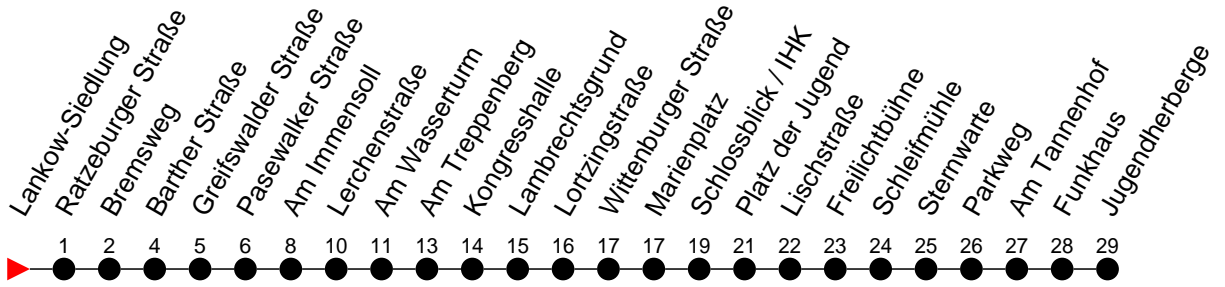 Lankow-Siedlung
Ratzeburger Straße
Bremsweg
Barther Straße
Greifswalder Straße
Pasewalker Straße
Am Immensoll
Lerchenstraße
Am Wasserturm
Am Treppenberg
Kongresshalle
Lambrechtsgrund
Lortzingstraße
Wittenburger Straße
Marienplatz
Schlossblick / IHK
Platz der Jugend
Lischstraße
Freilichtbühne
Schleifmühle
Sternwarte
Parkweg
Am Tannenhof
Funkhaus
Jugendherberge
1 2 4 5 6 8 10 11 13 14 15 16 17 17 19 21 22 23 24 25 26 27 28 29